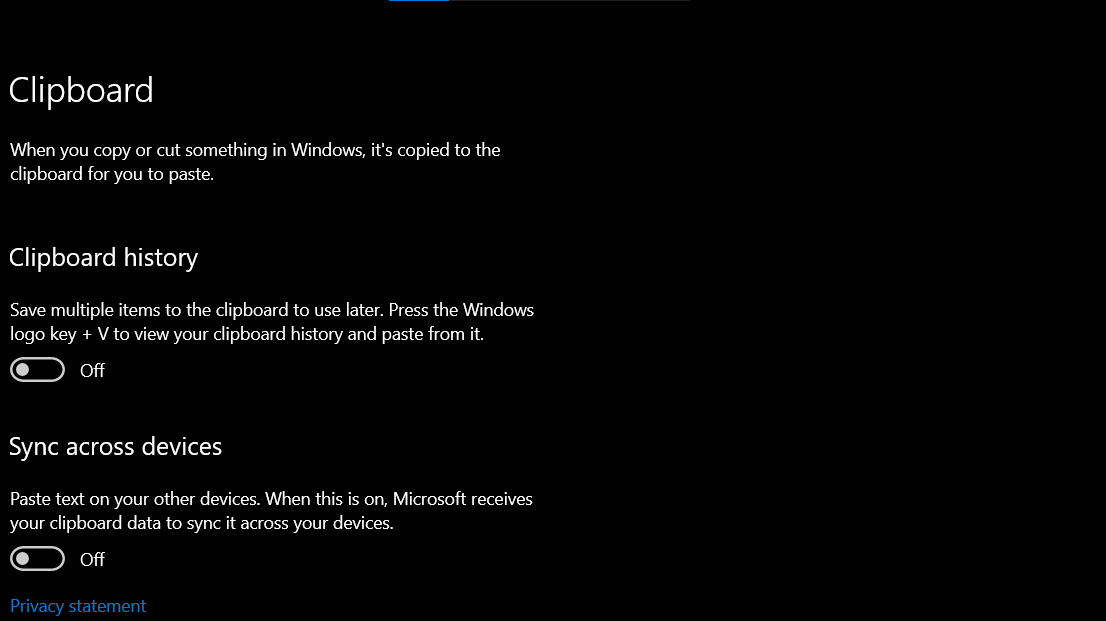 Clipboard
When you copy or cut something in Windows, it's copied to the
clipboard for you to paste.
Clipboard history
Save multiple items to the clipboard to use later. Press the Windows
logo key + V to view your clipboard history and paste from it.
Off
Sync across devices
Paste text on your other devices. When this is on, Microsoft receives
your clipboard data to sync it across your devices.
Off
Privacy statement